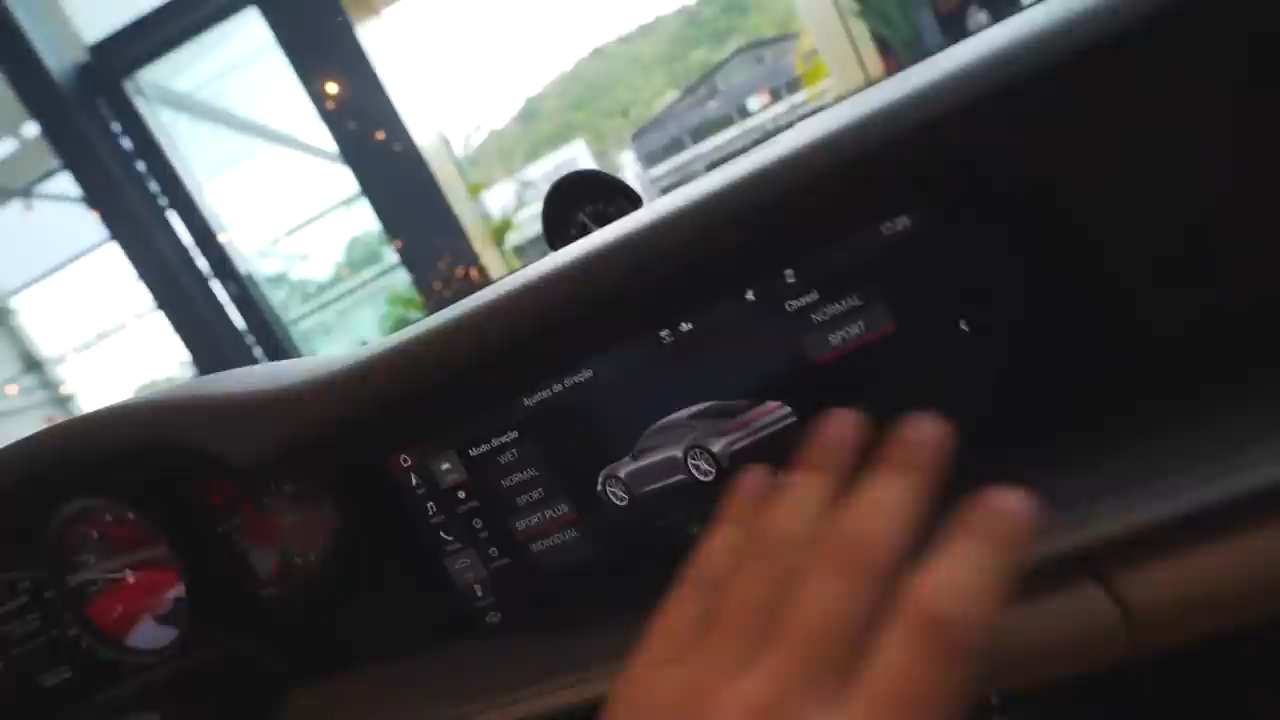 Ajustes de direção
Modo direção
WET
NORMAL
SPORT
SPORT PLUS
INDIVIDUAL
Chassi
NORMAL
SPORT